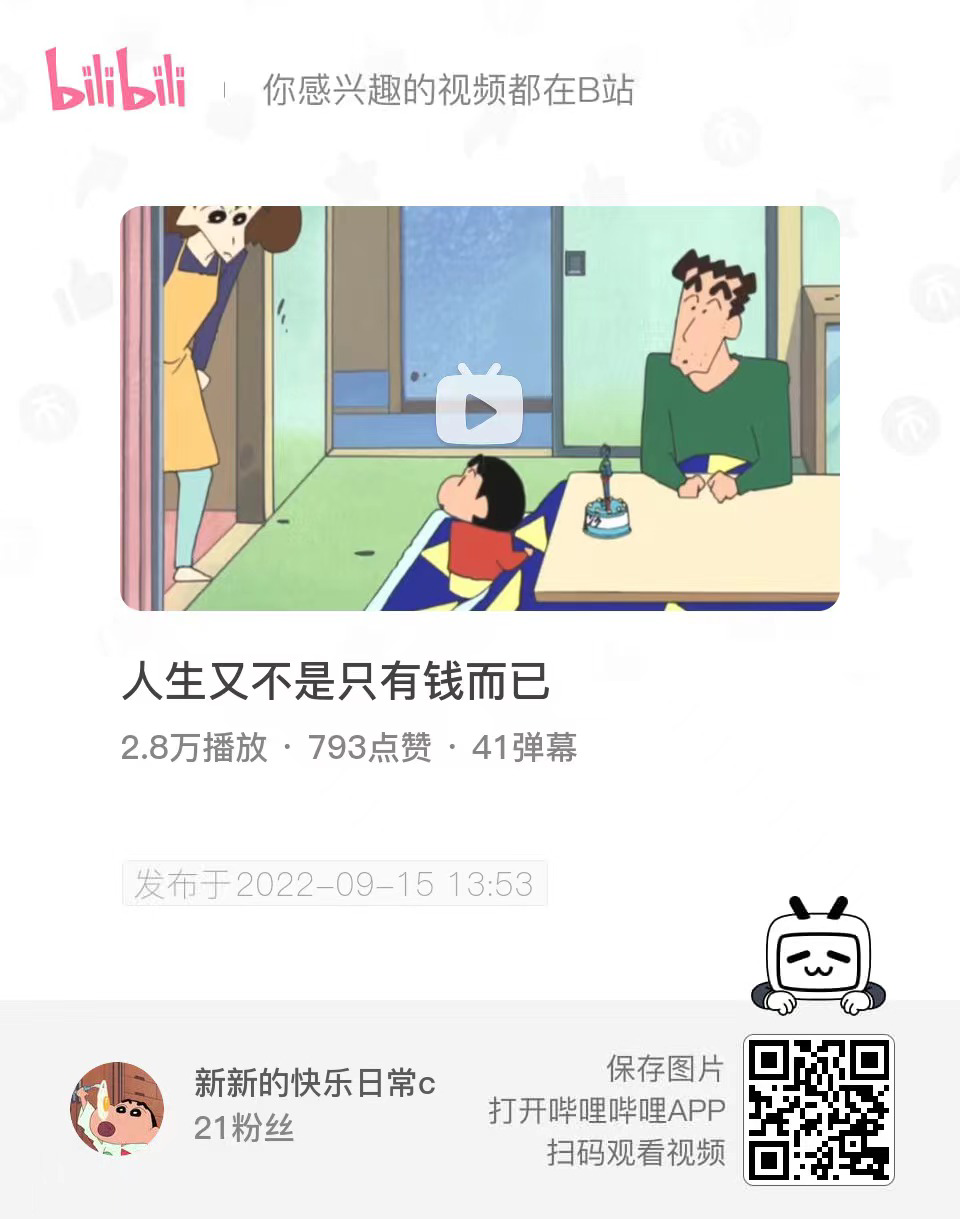 bilibili
你感兴趣的视频都在B站
人生又不是只有钱而已
2.8万播放 · 793点赞 · 41弹幕
发布于2022-09-15 13:53
新新的快乐日常c
21粉丝
保存图片
打开哔哩哔哩APP
扫码观看视频